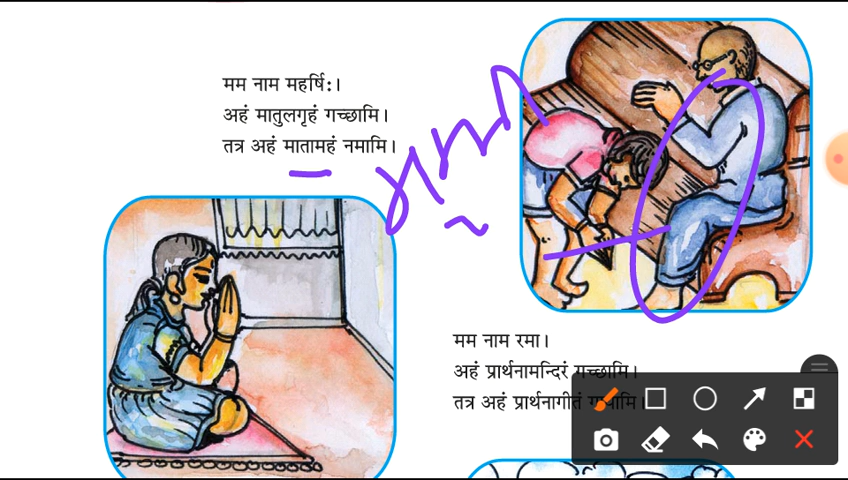 मम नाम महर्षि:।
अहं मातुलगृहं गच्छामि।
तत्र अहं मातामहं नमामि।
मम नाम रमा।
अहं प्रार्थनामन्दिरं गच्छामि।
तत्र अहं प्रार्थनागीतं गायामि।